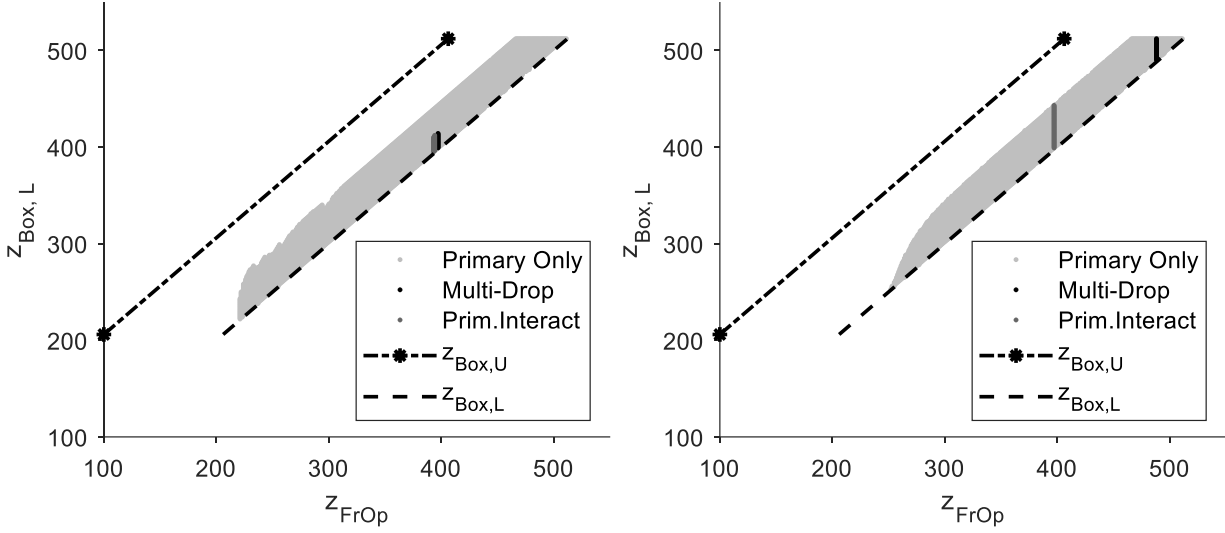 500
400
300
200
100
z_Box, L
Primary Only
Multi-Drop
Prim.Interact
z_Box,U
z_Box,L
100 200 300 400 500
z_FrOp
500
400
300
200
100
z_Box, L
Primary Only
Multi-Drop
Prim.Interact
z_Box,U
z_Box,L
100 200 300 400 500
z_FrOp